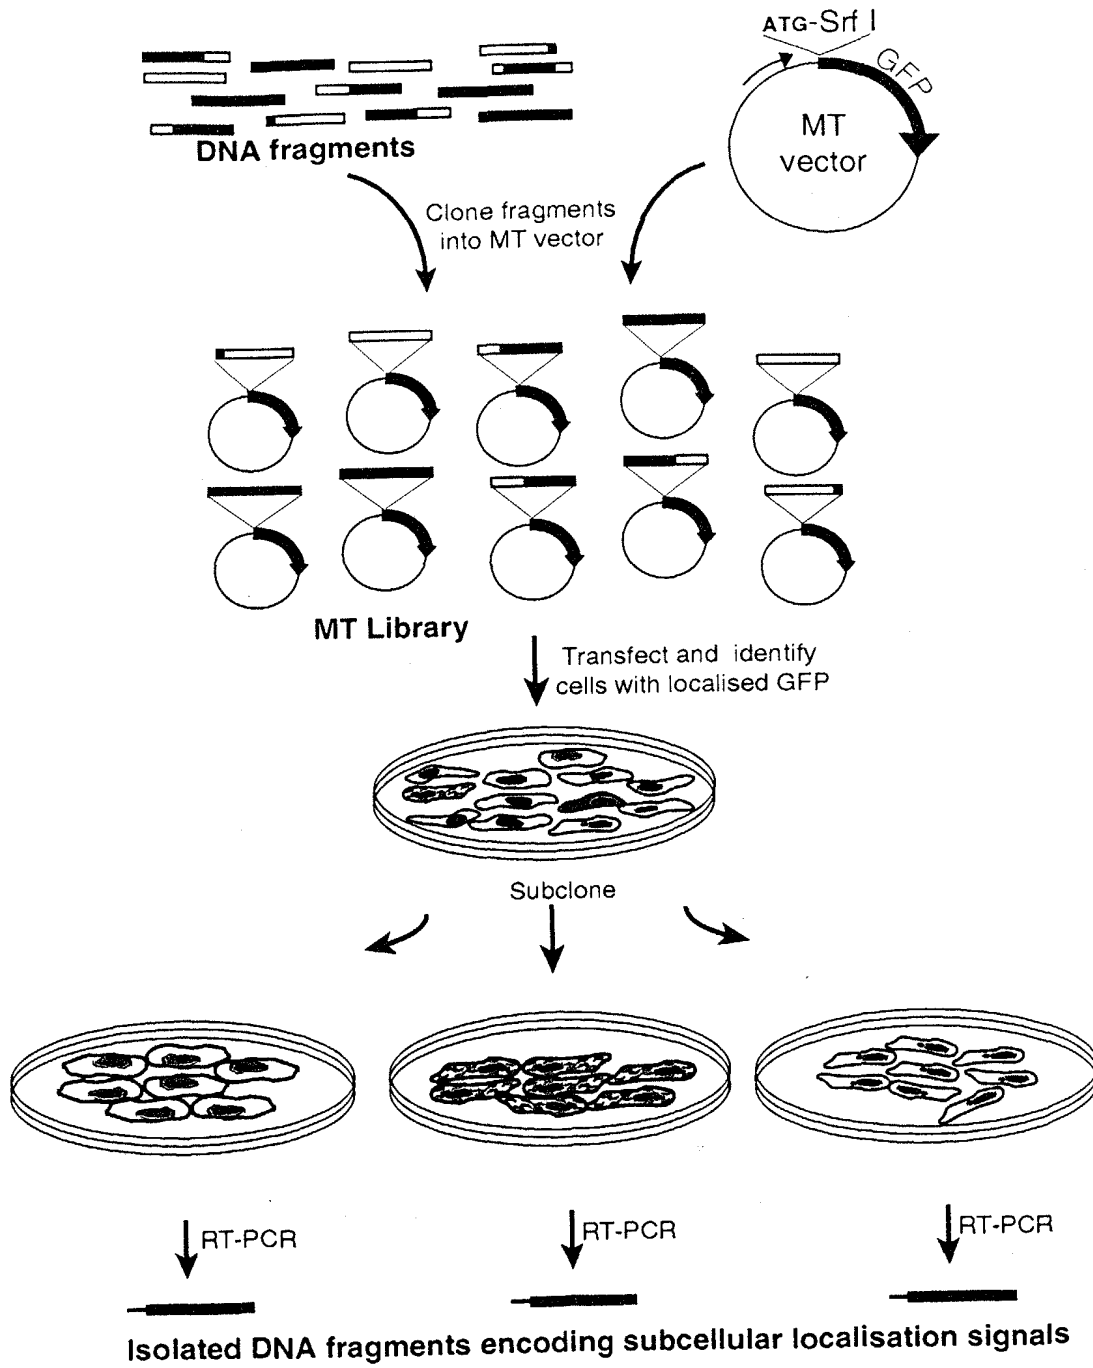 ATG-Srf I
GFP
MT
vector
DNA fragments
Clone fragments
into MT vector
MT Library
Transfect and identify
cells with localised GFP
Subclone
RT-PCR
RT-PCR
RT-PCR
Isolated DNA fragments encoding subcellular localisation signals